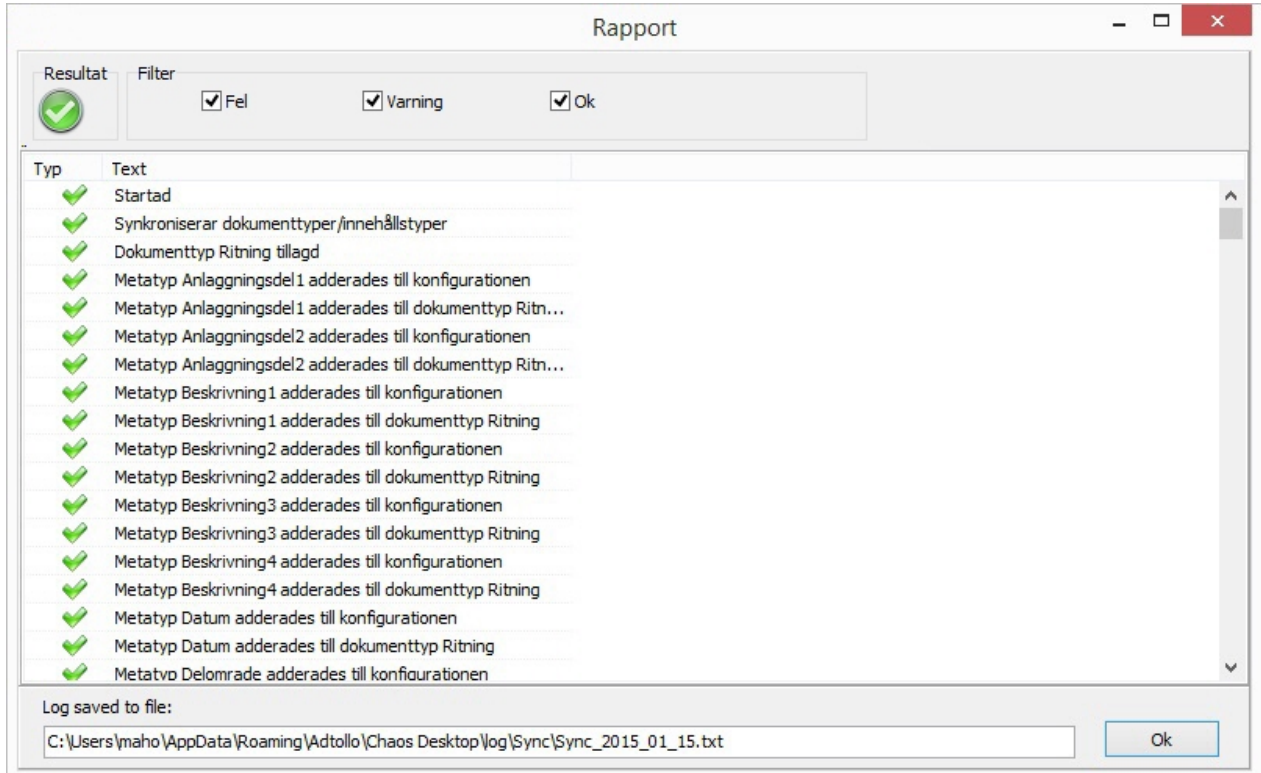 Rapport
Resultat Filter
Fel Varning Ok
Typ Text
Startad
Synkroniserar dokumenttyper/innehållstyper
Dokumenttyp Ritning tillagd
Metatyp Anlaggningsdel1 adderades till konfigurationen
Metatyp Anlaggningsdel1 adderades till dokumenttyp Ritn...
Metatyp Anlaggningsdel2 adderades till konfigurationen
Metatyp Anlaggningsdel2 adderades till dokumenttyp Ritn...
Metatyp Beskrivning1 adderades till konfigurationen
Metatyp Beskrivning1 adderades till dokumenttyp Ritning
Metatyp Beskrivning2 adderades till konfigurationen
Metatyp Beskrivning2 adderades till dokumenttyp Ritning
Metatyp Beskrivning3 adderades till konfigurationen
Metatyp Beskrivning3 adderades till dokumenttyp Ritning
Metatyp Beskrivning4 adderades till konfigurationen
Metatyp Beskrivning4 adderades till dokumenttyp Ritning
Metatyp Datum adderades till konfigurationen
Metatyp Datum adderades till dokumenttyp Ritning
Metatyp Delomrade adderades till konfigurationen
Log saved to file:
C:\Users\maho\AppData\Roaming\Adtollo\Chaos Desktop\log\Sync\Sync_2015_01_15.txt
Ok